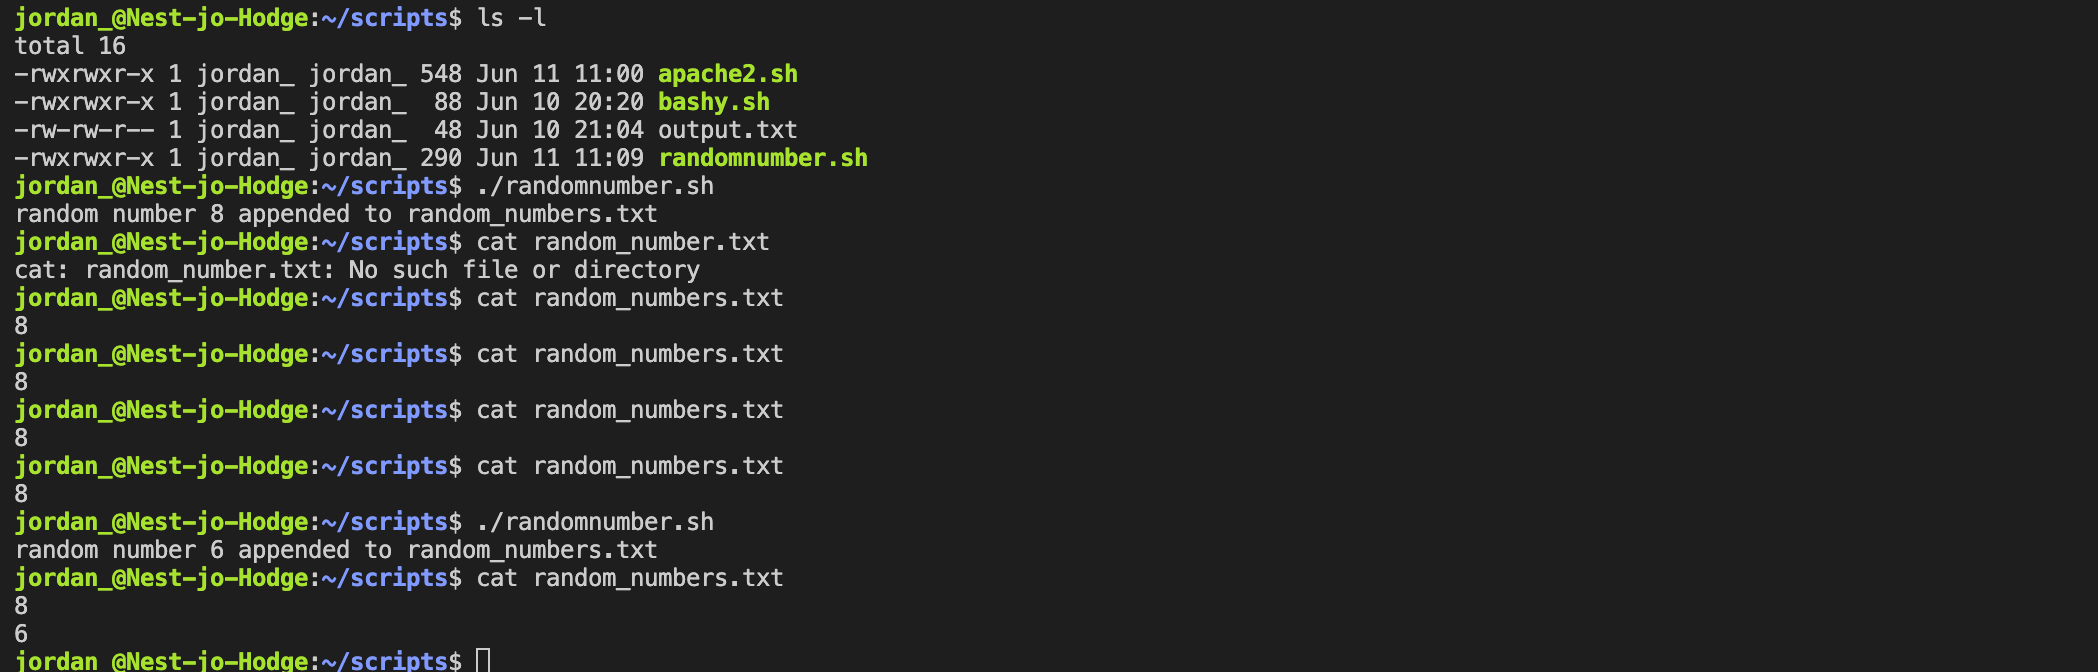 jordan_@Nest-jo-Hodge:~/scripts$ ls -l
total 16
-rwxrwxr-x 1 jordan_ jordan_ 548 Jun 11 11:00 apache2.sh
-rwxrwxr-x 1 jordan_ jordan_  88 Jun 10 20:20 bashy.sh
-rw-rw-r-- 1 jordan_ jordan_  48 Jun 10 21:04 output.txt
-rwxrwxr-x 1 jordan_ jordan_ 290 Jun 11 11:09 randomnumber.sh
jordan_@Nest-jo-Hodge:~/scripts$ ./randomnumber.sh
random number 8 appended to random_numbers.txt
jordan_@Nest-jo-Hodge:~/scripts$ cat random_number.txt
cat: random_number.txt: No such file or directory
jordan_@Nest-jo-Hodge:~/scripts$ cat random_numbers.txt
8
jordan_@Nest-jo-Hodge:~/scripts$ cat random_numbers.txt
8
jordan_@Nest-jo-Hodge:~/scripts$ cat random_numbers.txt
8
jordan_@Nest-jo-Hodge:~/scripts$ cat random_numbers.txt
8
jordan_@Nest-jo-Hodge:~/scripts$ ./randomnumber.sh
random number 6 appended to random_numbers.txt
jordan_@Nest-jo-Hodge:~/scripts$ cat random_numbers.txt
8
6
jordan_@Nest-jo-Hodge:~/scripts$